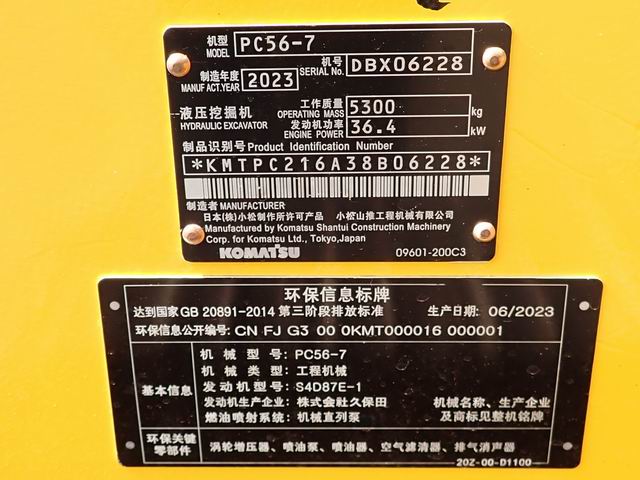 机型 MODEL PC56-7
机号 SERIAL No. DBX06228
制造年度 MANUFACT.YEAR 2023
液压挖掘机 HYDRAULIC EXCAVATOR
工作质量 OPERATING MASS 5300 kg
发动机功率 ENGINE POWER 36.4 kW
制品识别号 Product Identification Number
*KMTPC216A38B06228*
制造者 MANUFACTURER
日本(株)小松制作所许可产品 小松山推工程机械有限公司
Manufactured by Komatsu Shantui Construction Machinery
Corp. for Komatsu Ltd., Tokyo,Japan
KOMATSU 09601-200C3
环保信息标牌
达到国家GB 20891-2014 第三阶段排放标准 生产日期: 06/2023
环保信息公开编号: CN FJ G3 00 0KMT000016 000001
基本信息
机械型号: PC56-7
机械类型: 工程机械
发动机型号: S4D87E-1
发动机生产企业: 株式会社久保田
燃油喷射系统: 机械直列泵
机械名称、生产企业
及商标见整机铭牌
环保关键
零部件
涡轮增压器、喷油泵、喷油器、空气滤清器、排气消声器
20Z-00-D1100